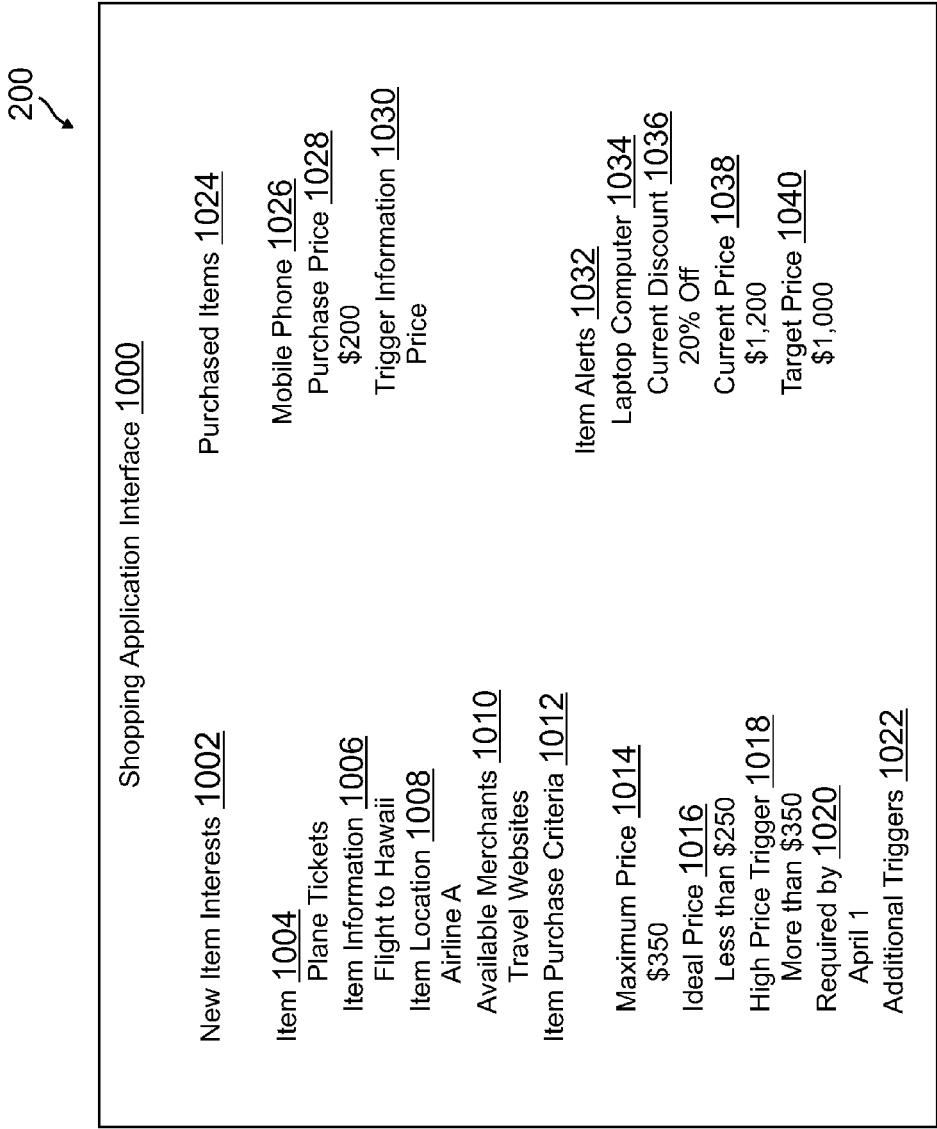 200
Shopping Application Interface 1000
New Item Interests 1002
Item 1004
Plane Tickets
Item Information 1006
Flight to Hawaii
Item Location 1008
Airline A
Available Merchants 1010
Travel Websites
Item Purchase Criteria 1012
Maximum Price 1014
$350
Ideal Price 1016
Less than $250
High Price Trigger 1018
More than $350
Required by 1020
April 1
Additional Triggers 1022
Purchased Items 1024
Mobile Phone 1026
Purchase Price 1028
$200
Trigger Information 1030
Price
Item Alerts 1032
Laptop Computer 1034
Current Discount 1036
20% Off
Current Price 1038
$1,200
Target Price 1040
$1,000